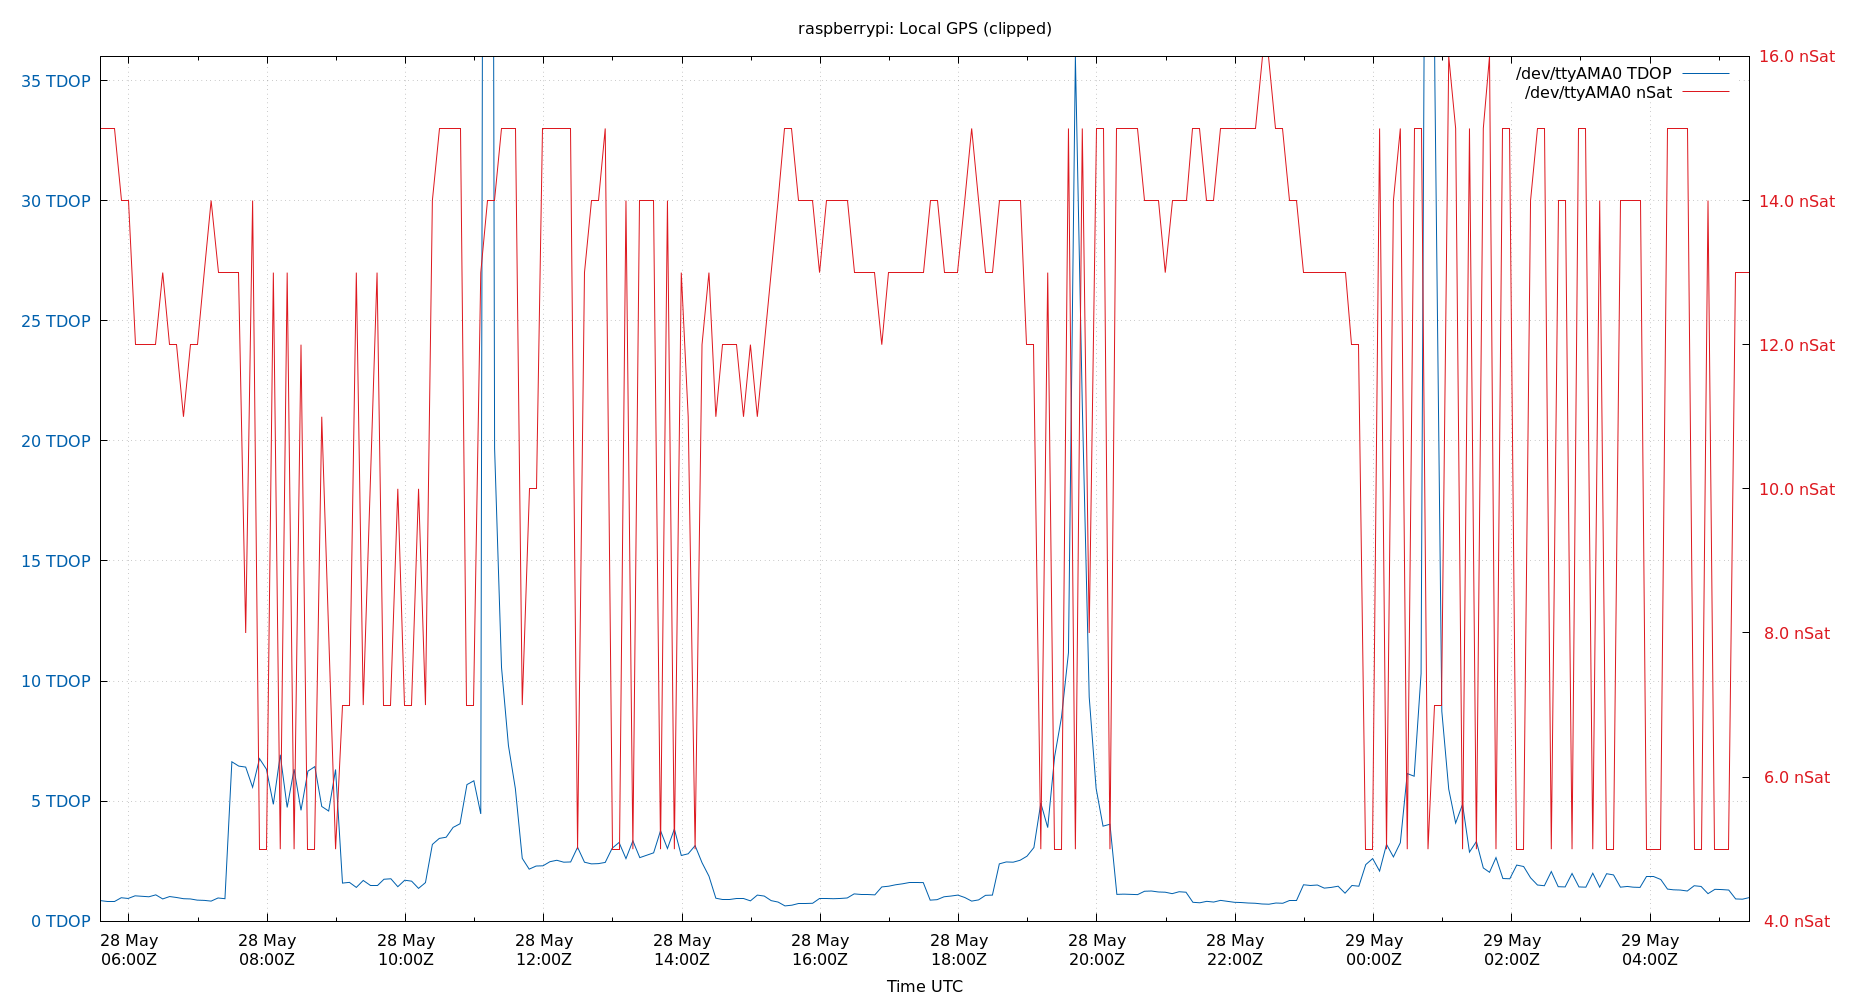 raspberrypi: Local GPS (clipped)
/dev/ttyAMA0 TDOP
/dev/ttyAMA0 nSat
35 TDOP
30 TDOP
25 TDOP
20 TDOP
15 TDOP
10 TDOP
5 TDOP
0 TDOP
16.0 nSat
14.0 nSat
12.0 nSat
10.0 nSat
8.0 nSat
6.0 nSat
4.0 nSat
28 May
06:00Z
28 May
08:00Z
28 May
10:00Z
28 May
12:00Z
28 May
14:00Z
28 May
16:00Z
28 May
18:00Z
28 May
20:00Z
28 May
22:00Z
29 May
00:00Z
29 May
02:00Z
29 May
04:00Z
Time UTC